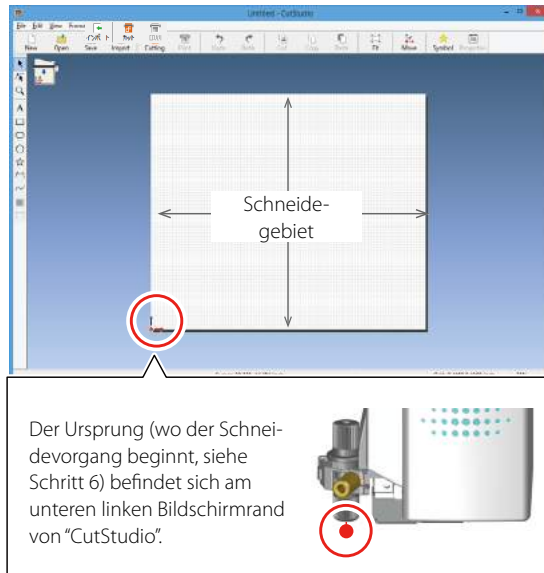 Untitled - CutStudio
File Edit View Frame
New Open Save Import Cutting Print Undo Redo Cut Copy Paste Fit Move Symbol Properties
A
Schneide-
gebiet
Der Ursprung (wo der Schnei-
devorgang beginnt, siehe
Schritt 6) befindet sich am
unteren linken Bildschirmrand
von “CutStudio”.